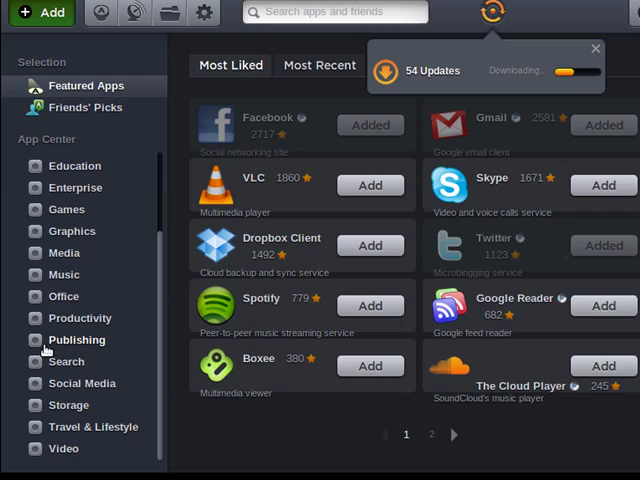 Add
Search apps and friends
Selection
Featured Apps
Friends' Picks
App Center
Education
Enterprise
Games
Graphics
Media
Music
Office
Productivity
Publishing
Search
Social Media
Storage
Travel & Lifestyle
Video
54 Updates
Downloading...
Most Liked
Most Recent
Facebook
2717
Added
Social networking site
Gmail 2581
Added
Google email client
VLC 1860
Add
Multimedia player
Skype 1671
Add
Video and voice calls service
Dropbox Client
1492
Add
Cloud backup and sync service
Twitter
1123
Added
Microblogging service
Spotify 779
Add
Peer-to-peer music streaming service
Google Reader
682
Add
Google feed reader
Boxee 380
Add
Multimedia viewer
The Cloud Player 245
Add
SoundCloud's music player
1 2